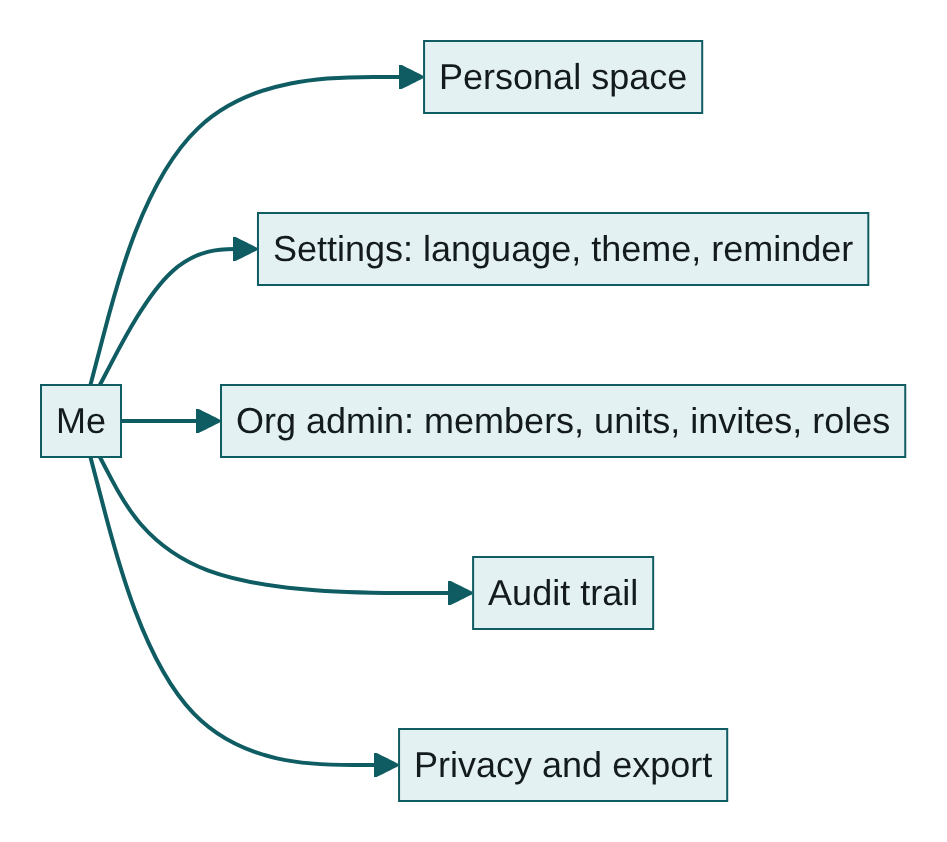 Personal space
Settings: language, theme, reminder
Me
Org admin: members, units, invites, roles
Audit trail
Privacy and export